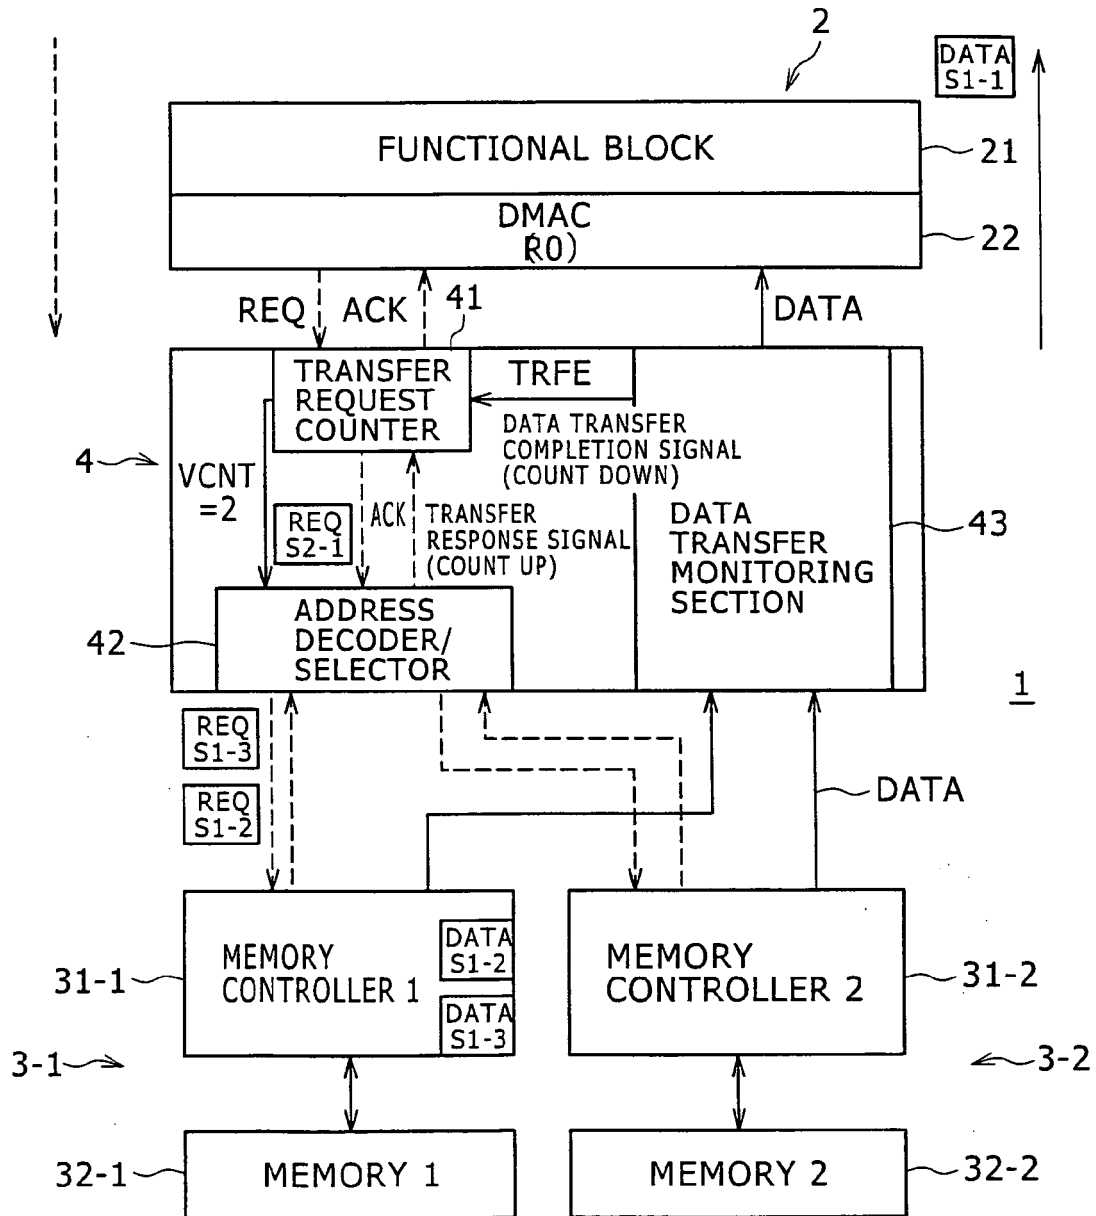 2
DATA
S1-1
FUNCTIONAL BLOCK
21
DMAC
(R0)
22
REQ
ACK
41
DATA
TRANSFER
REQUEST
COUNTER
TRFE
DATA TRANSFER
COMPLETION SIGNAL
(COUNT DOWN)
4
VCNT
=2
REQ
S2-1
ACK
TRANSFER
RESPONSE SIGNAL
(COUNT UP)
DATA
TRANSFER
MONITORING
SECTION
43
42
ADDRESS
DECODER/
SELECTOR
1
REQ
S1-3
REQ
S1-2
DATA
31-1
MEMORY
CONTROLLER 1
DATA
S1-2
DATA
S1-3
MEMORY
CONTROLLER 2
31-2
3-1
3-2
32-1
MEMORY 1
MEMORY 2
32-2